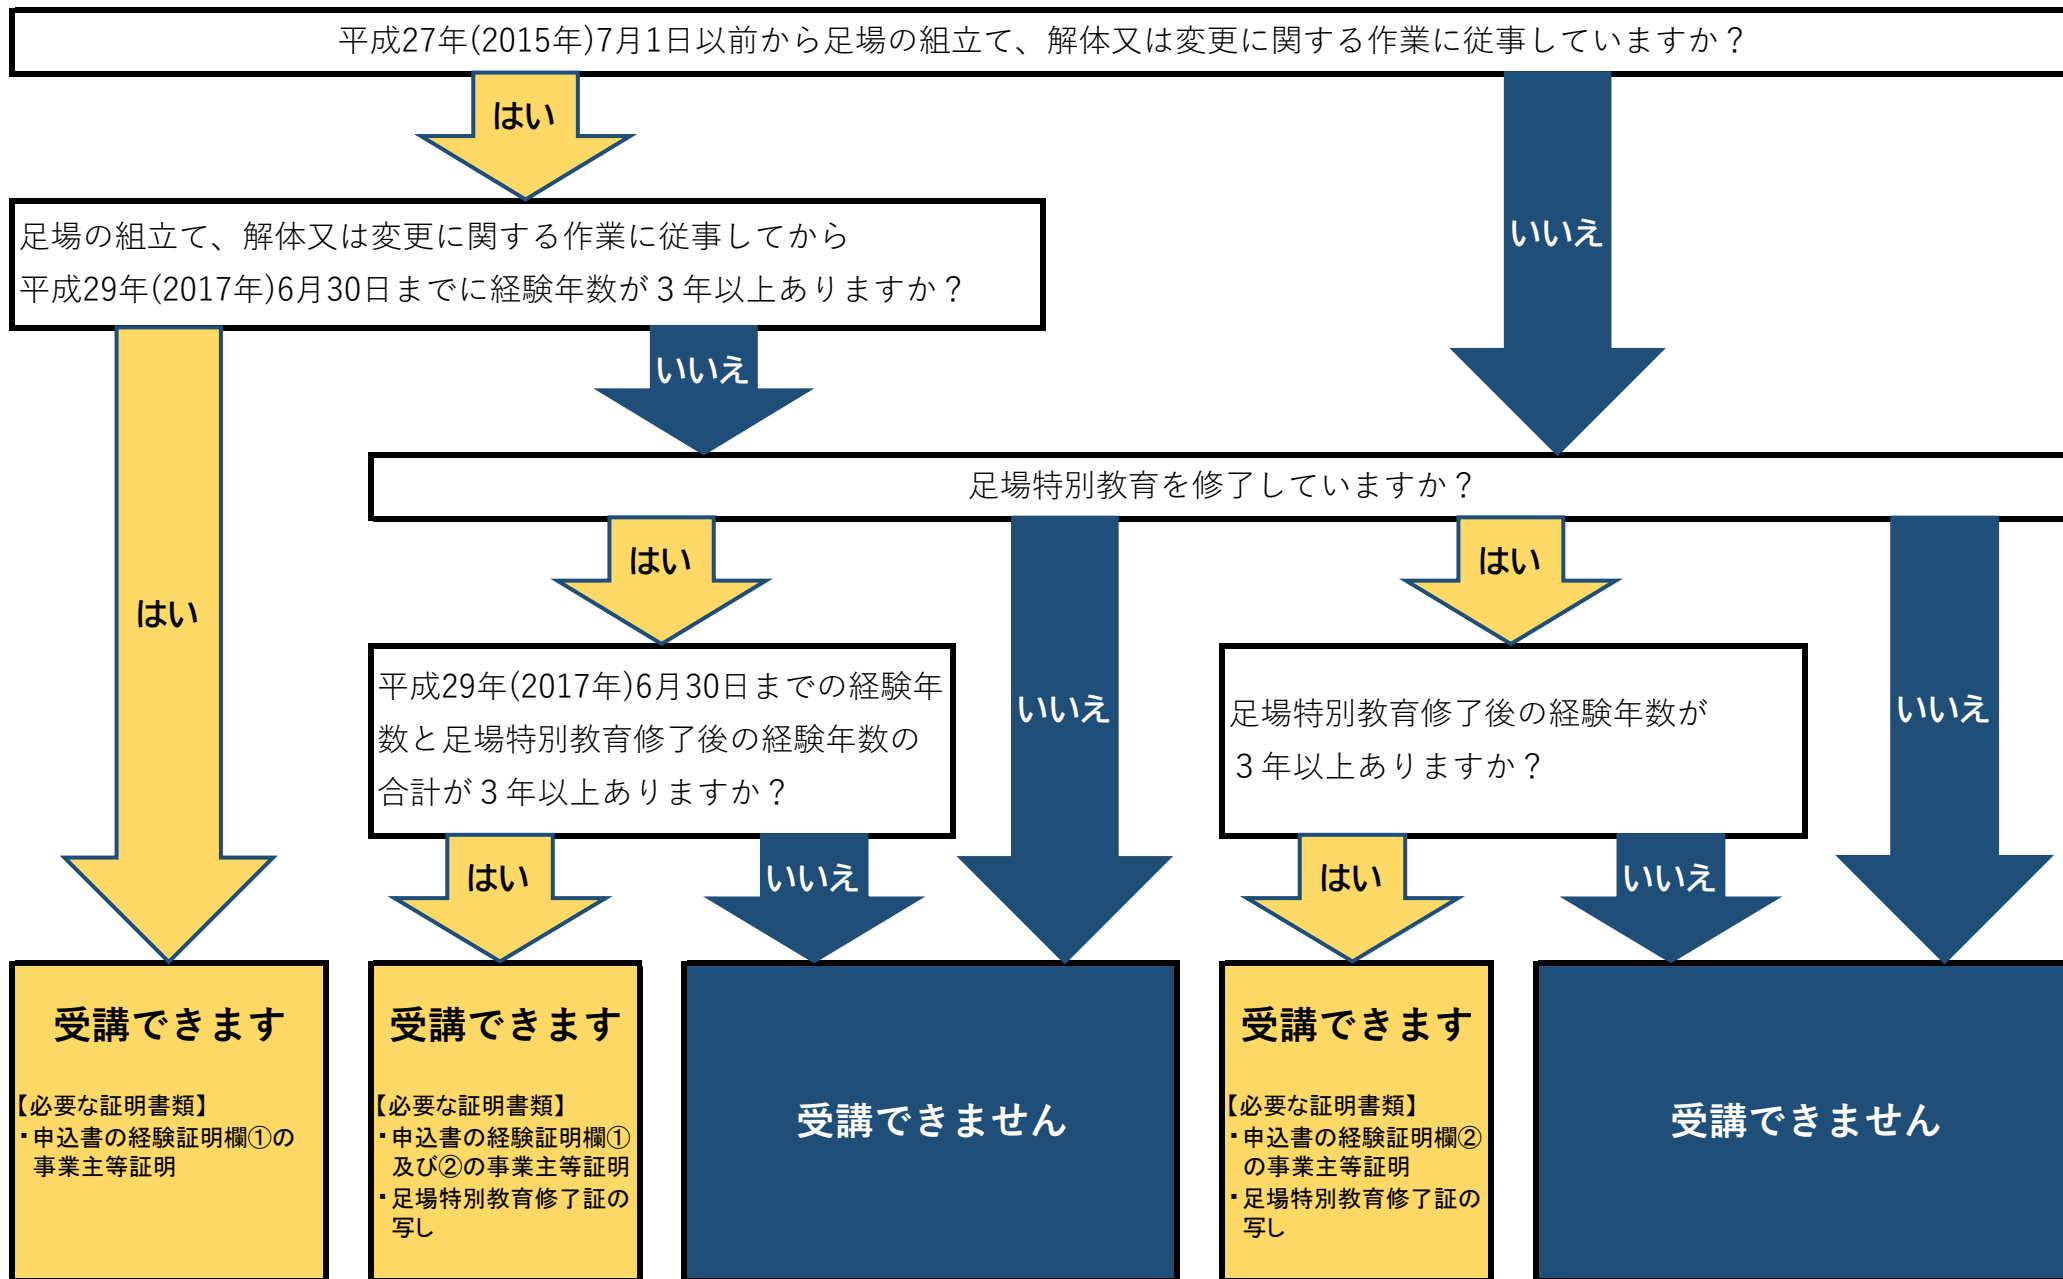 平成27年(2015年)7月1日以前から足場の組立て、解体又は変更に関する作業に従事していますか？
はい
いいえ
足場の組立て、解体又は変更に関する作業に従事してから
平成29年(2017年)6月30日までに経験年数が３年以上ありますか？
はい
いいえ
足場特別教育を修了していますか？
はい
いいえ
はい
いいえ
平成29年(2017年)6月30日までの経験年
数と足場特別教育修了後の経験年数の
合計が３年以上ありますか？
足場特別教育修了後の経験年数が
３年以上ありますか？
はい
いいえ
はい
いいえ
受講できます
【必要な証明書類】
・申込書の経験証明欄①の
事業主等証明
受講できます
【必要な証明書類】
・申込書の経験証明欄①
及び②の事業主等証明
・足場特別教育修了証の
写し
受講できません
受講できます
【必要な証明書類】
・申込書の経験証明欄②
の事業主等証明
・足場特別教育修了証の
写し
受講できません